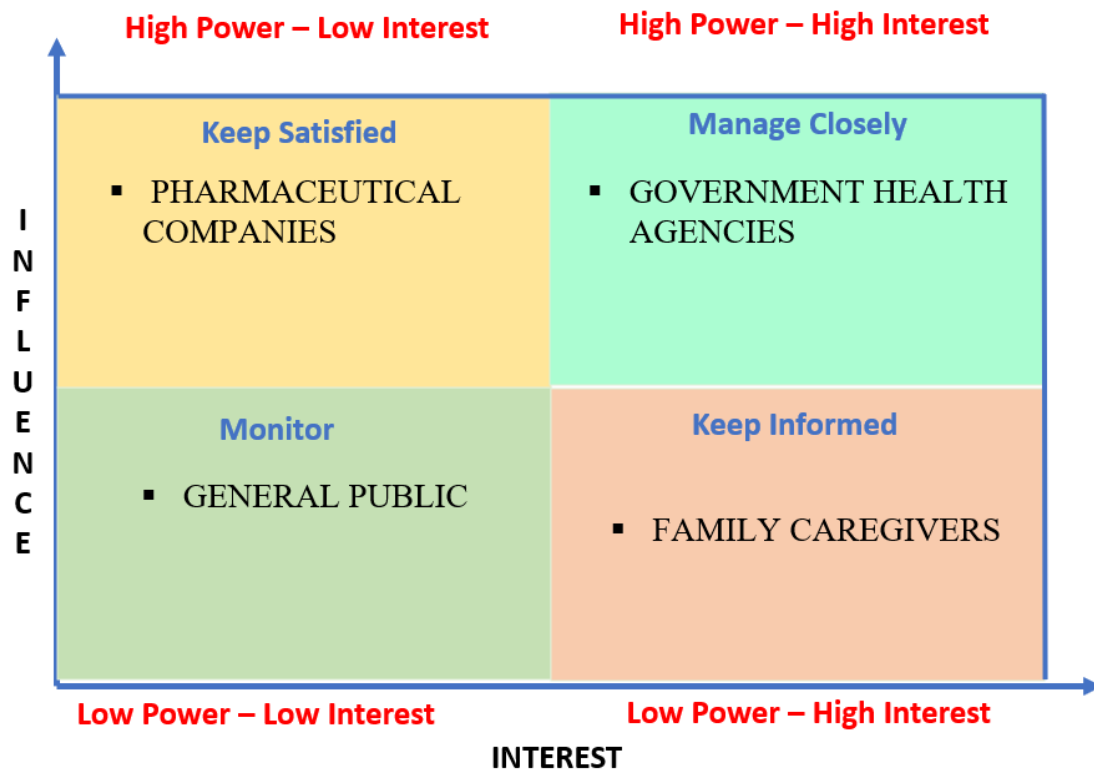 High Power – Low Interest
High Power – High Interest
Keep Satisfied
▪ PHARMACEUTICAL
COMPANIES
Manage Closely
▪ GOVERNMENT HEALTH
AGENCIES
INFLUENCE
Monitor
▪ GENERAL PUBLIC
Keep Informed
▪ FAMILY CAREGIVERS
Low Power – Low Interest
Low Power – High Interest
INTEREST